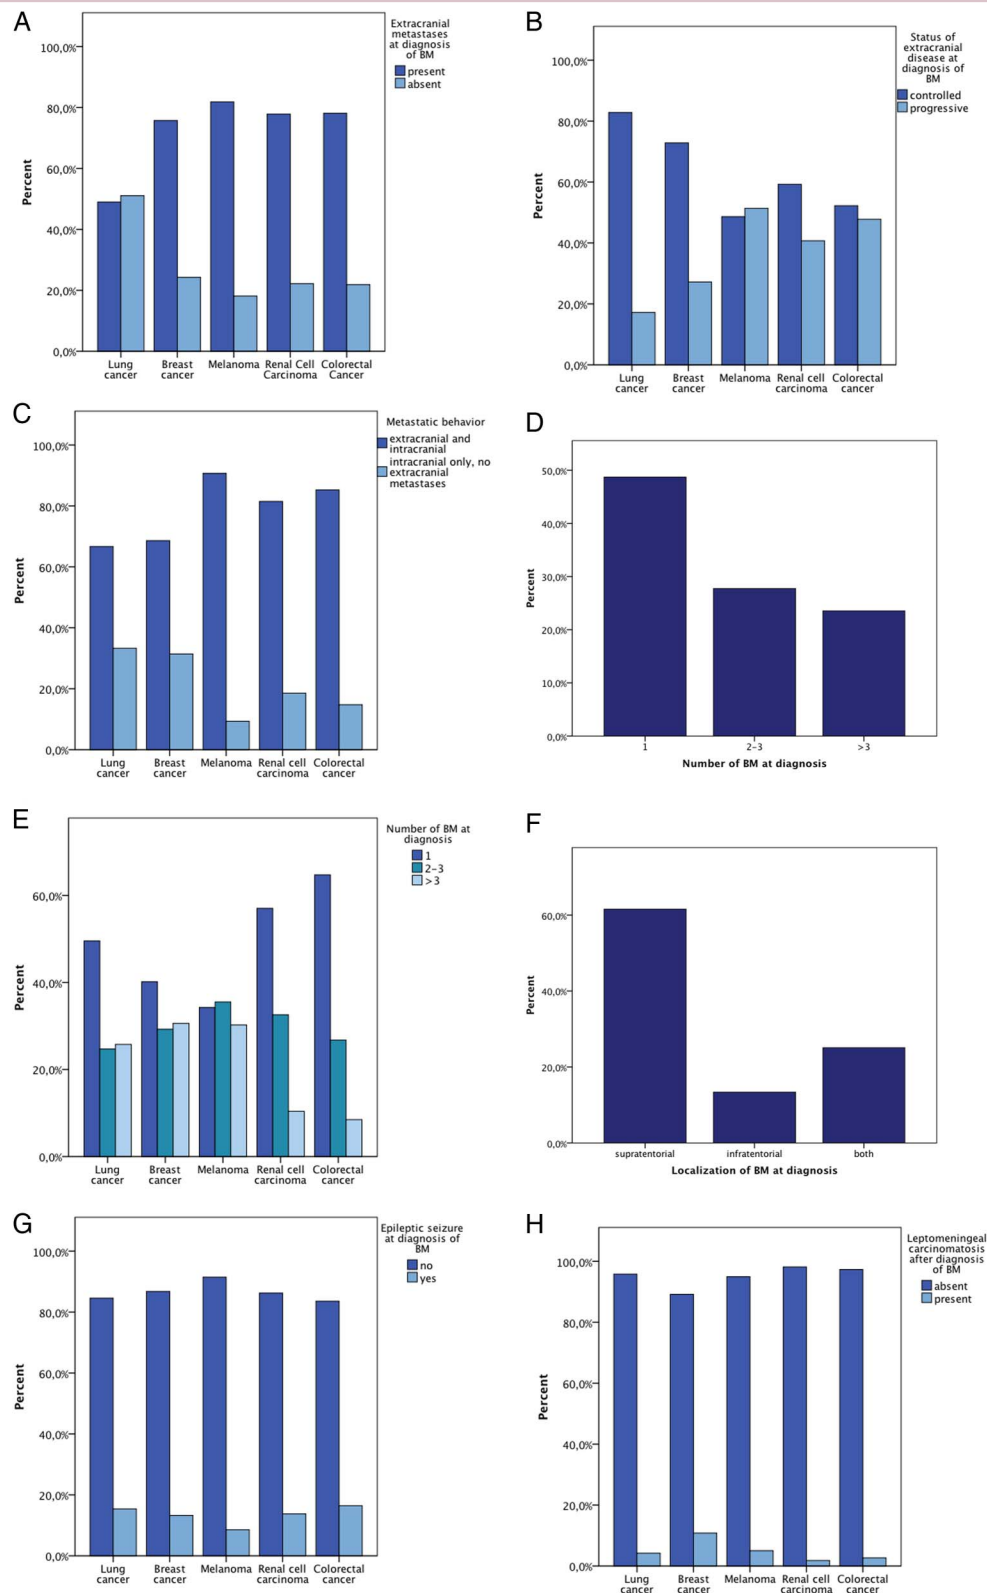 A
Extracranial
metastases
at diagnosis
of BM
present
absent
100,0%
80,0%
60,0%
40,0%
20,0%
0,0%
Percent
Lung
cancer
Breast
cancer
Melanoma
Renal Cell
Carcinoma
Colorectal
Cancer
B
Status of
extracranial
disease at
diagnosis of
BM
controlled
progressive
100,0%
80,0%
60,0%
40,0%
20,0%
0,0%
Percent
Lung
cancer
Breast
cancer
Melanoma
Renal cell
carcinoma
Colorectal
cancer
C
Metastatic behavior
extracranial and
intracranial
intracranial only, no
extracranial
metastases
100,0%
80,0%
60,0%
40,0%
20,0%
0,0%
Percent
Lung
cancer
Breast
cancer
Melanoma
Renal cell
carcinoma
Colorectal
cancer
D
50,0%
40,0%
30,0%
20,0%
10,0%
0,0%
Percent
1
2-3
>3
Number of BM at diagnosis
E
Number of BM at
diagnosis
1
2-3
>3
60,0%
40,0%
20,0%
0,0%
Percent
Lung
cancer
Breast
cancer
Melanoma
Renal cell
carcinoma
Colorectal
cancer
F
60,0%
40,0%
20,0%
0,0%
Percent
supratentorial
infratentorial
both
Localization of BM at diagnosis
G
Epileptic seizure
at diagnosis of
BM
no
yes
100,0%
80,0%
60,0%
40,0%
20,0%
0,0%
Percent
Lung
cancer
Breast
cancer
Melanoma
Renal cell
carcinoma
Colorectal
cancer
H
Leptomeningeal
carcinomatosis
after diagnosis
of BM
absent
present
100,0%
80,0%
60,0%
40,0%
20,0%
0,0%
Percent
Lung
cancer
Breast
cancer
Melanoma
Renal cell
carcinoma
Colorectal
cancer